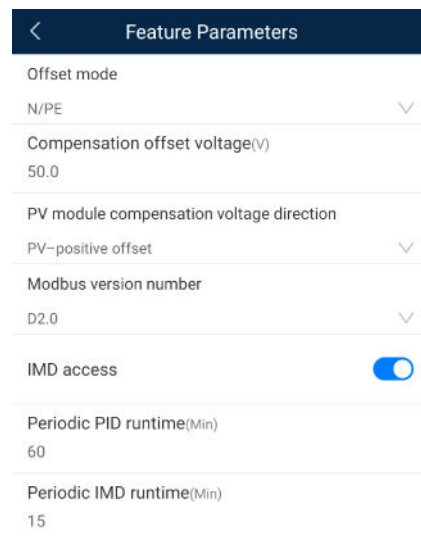 Feature Parameters
Offset mode
N/PE
Compensation offset voltage(V)
50.0
PV module compensation voltage direction
PV-positive offset
Modbus version number
D2.0
IMD access
Periodic PID runtime(Min)
60
Periodic IMD runtime(Min)
15